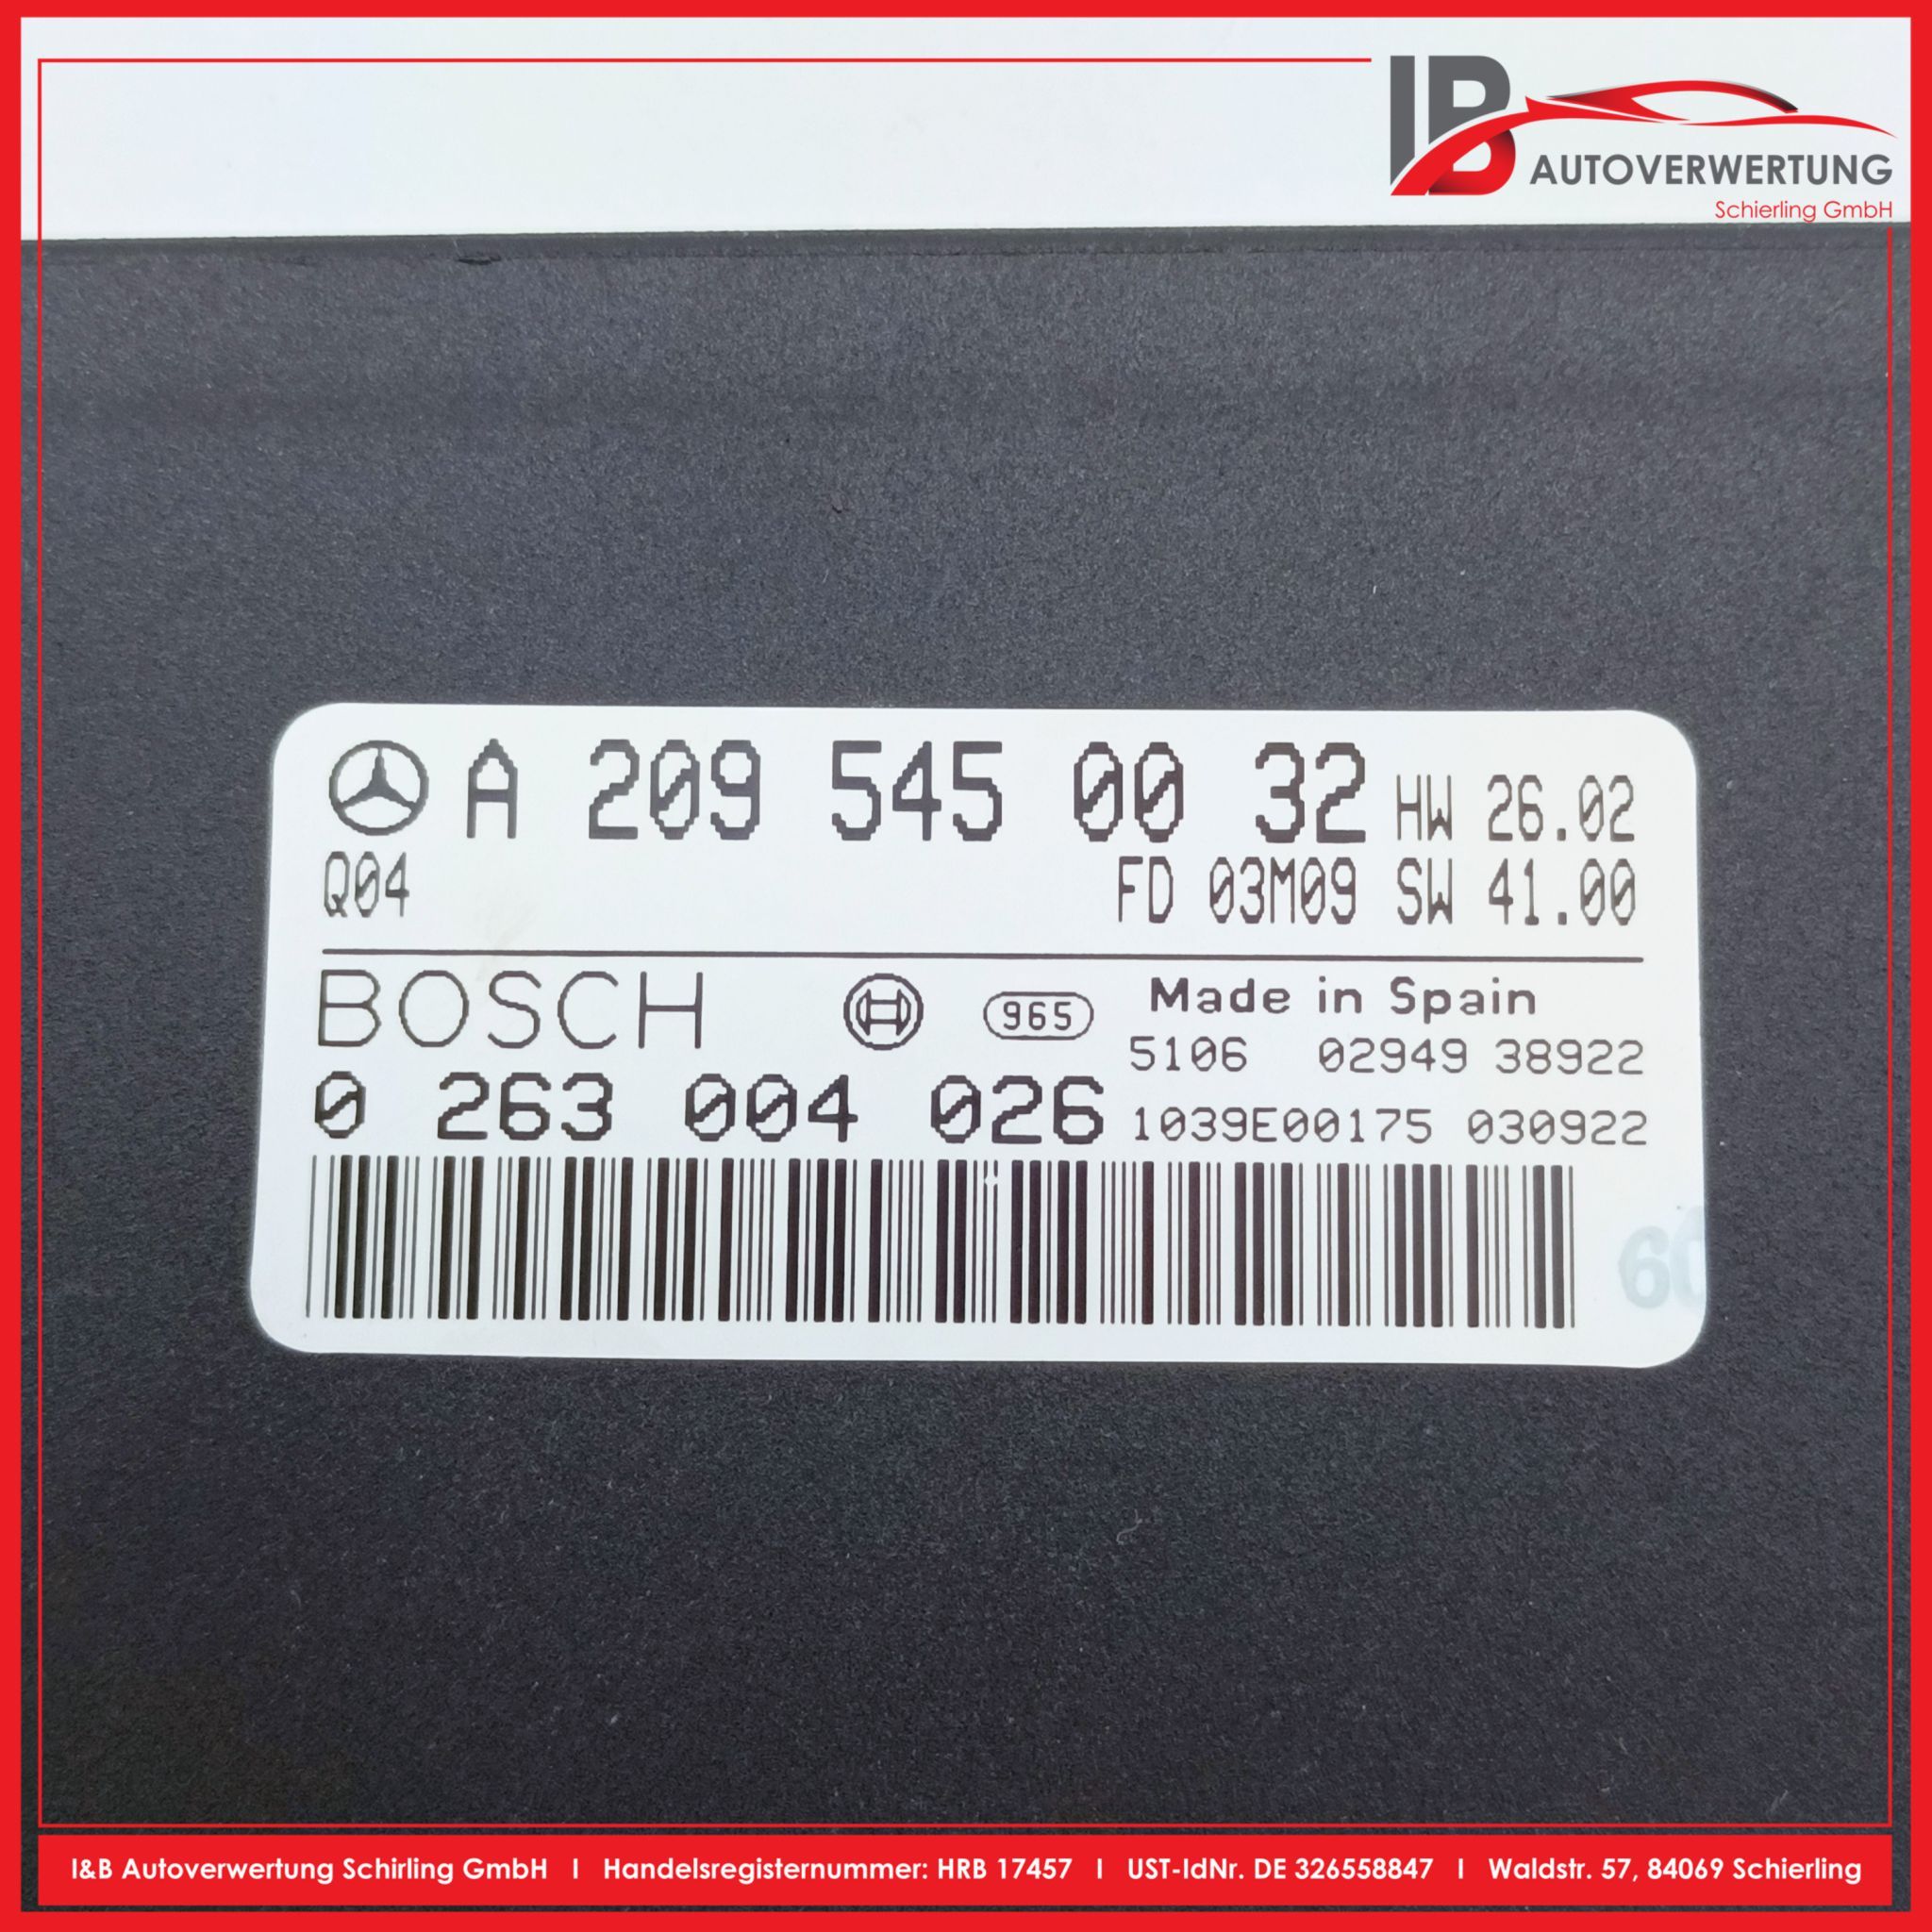 IB
AUTOVERWERTUNG
Schierling GmbH
A 209 545 00 32 HW 26.02
Q04 FD 03M09 SW 41.00
BOSCH 965 Made in Spain
5106 02949 38922
0 263 004 026 1039E00175 030922
60
I&B Autoverwertung Schirling GmbH I Handelsregisternummer: HRB 17457 I UST-IdNr. DE 326558847 I Waldstr. 57, 84069 Schierling